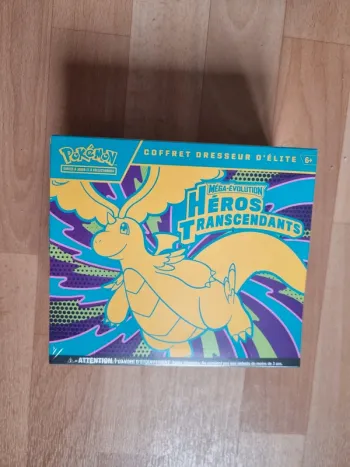 POKÉMON
COFFRET DRESSEUR D'ÉLITE 6+
MÉGA-ÉVOLUTION
HÉROS
TRANSCENDANTS
ATTENTION